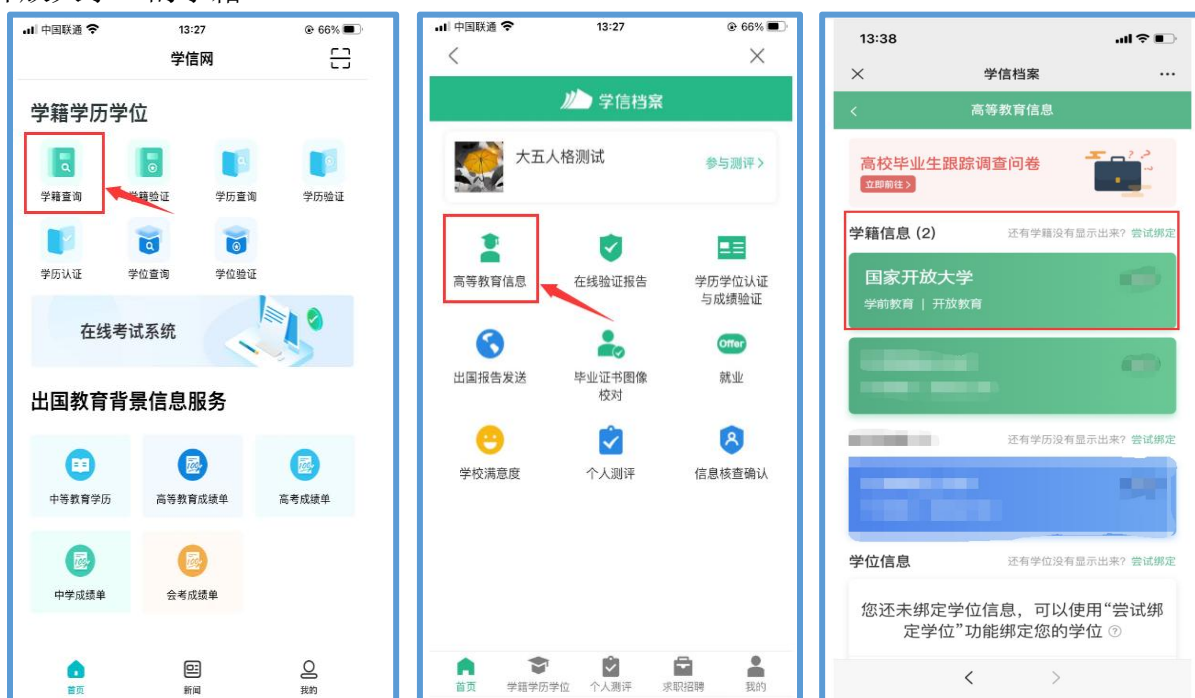 中国联通
13:27
66%
学信网
学籍学历学位
学籍查询
学籍验证
学历查询
学历验证
学历认证
学位查询
学位验证
在线考试系统
出国教育背景信息服务
中等教育学历
高等教育成绩单
高考成绩单
中学成绩单
会考成绩单
首页
新闻
我的
中国联通
13:27
66%
学信档案
大五人格测试
参与测评
高等教育信息
在线验证报告
学历学位认证
与成绩验证
出国报告发送
毕业证书图像
校对
Offer
就业
学校满意度
个人测评
信息核查确认
首页
学籍学历学位
个人测评
求职招聘
我的
13:38
学信档案
高等教育信息
高校毕业生跟踪调查问卷
立即前往
学籍信息 (2)
还有学籍没有显示出来? 尝试绑定
国家开放大学
学前教育 | 开放教育
还有学历没有显示出来? 尝试绑定
学位信息
还有学位没有显示出来? 尝试绑定
您还未绑定学位信息,可以使用“尝试绑
定学位”功能绑定您的学位